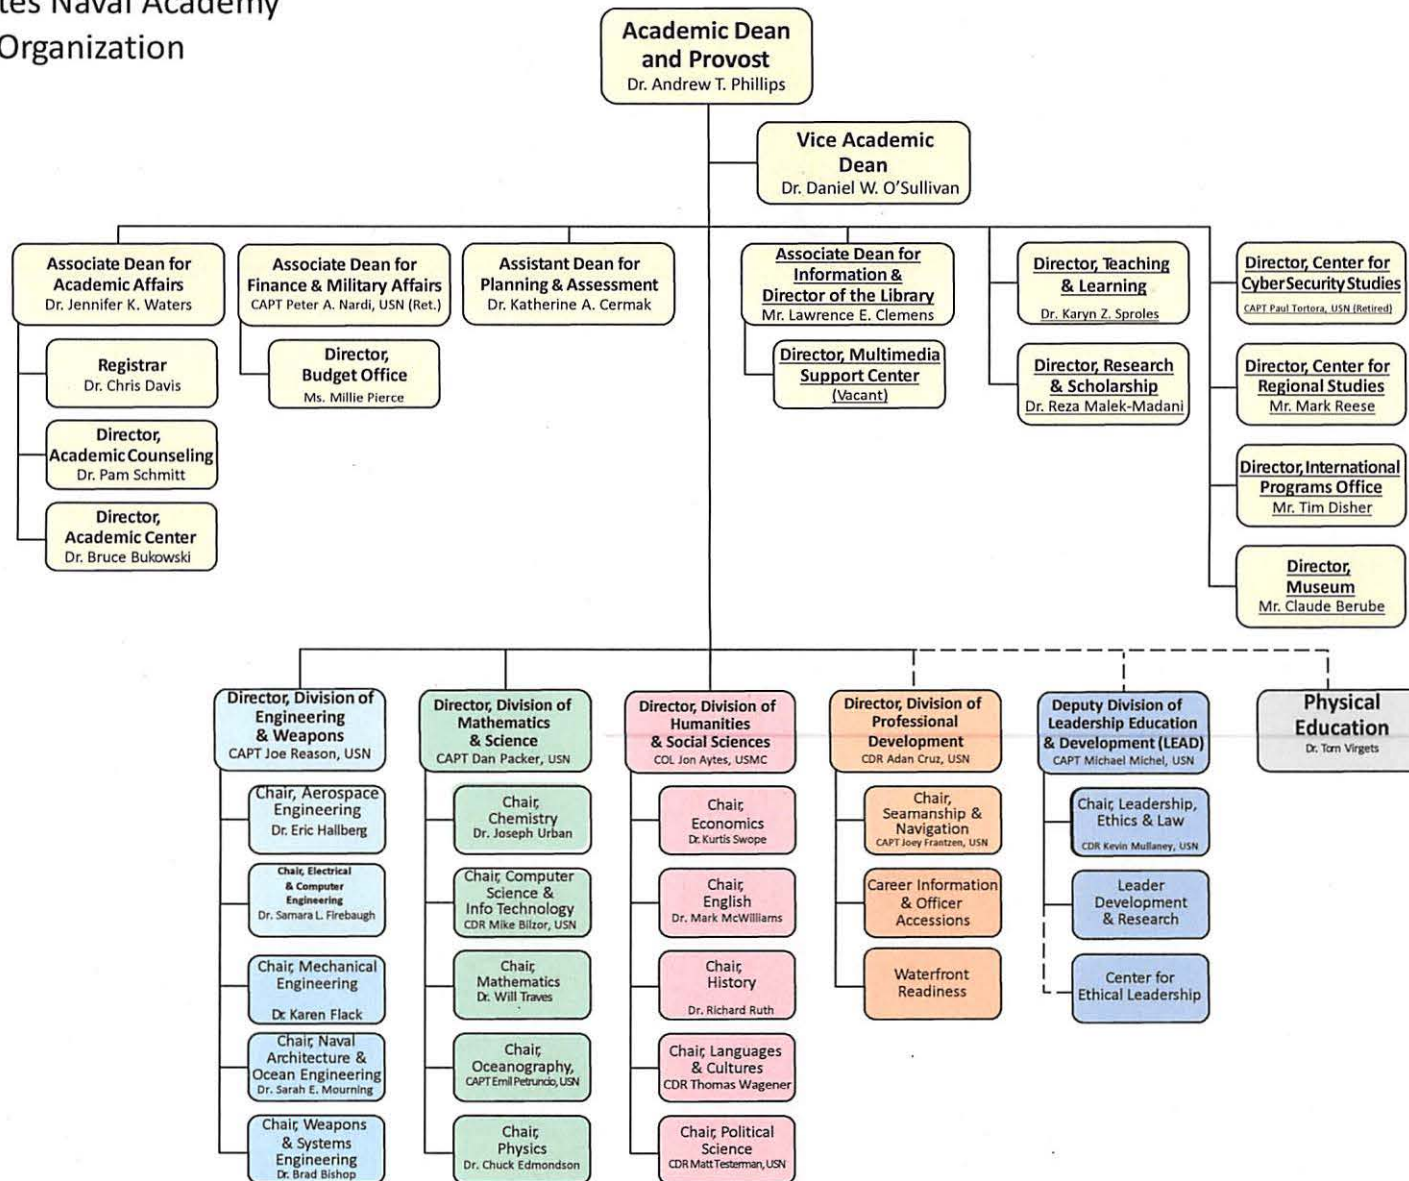 tes Naval Academy
Organization
Academic Dean
and Provost
Dr. Andrew T. Phillips
Vice Academic
Dean
Dr. Daniel W. O'Sullivan
Associate Dean for
Academic Affairs
Dr. Jennifer K. Waters
Registrar
Dr. Chris Davis
Director,
Academic Counseling
Dr. Pam Schmitt
Director,
Academic Center
Dr. Bruce Bukowski
Associate Dean for
Finance & Military Affairs
CAPT Peter A. Nardi, USN (Ret.)
Director,
Budget Office
Ms. Millie Pierce
Assistant Dean for
Planning & Assessment
Dr. Katherine A. Cermak
Associate Dean for
Information &
Director of the Library
Mr. Lawrence E. Clemens
Director, Multimedia
Support Center
(Vacant)
Director, Teaching
& Learning
Dr. Karyn Z. Sproles
Director, Research
& Scholarship
Dr. Reza Malek-Madani
Director, Center for
Cyber Security Studies
CAPT Paul Tortora, USN (Retired)
Director, Center for
Regional Studies
Mr. Mark Reese
Director, International
Programs Office
Mr. Tim Disher
Director,
Museum
Mr. Claude Berube
Director, Division of
Engineering
& Weapons
CAPT Joe Reason, USN
Chair, Aerospace
Engineering
Dr. Eric Hallberg
Chair, Electrical
& Computer
Engineering
Dr. Samara L. Firebaugh
Chair, Mechanical
Engineering
Dr. Karen Flack
Chair, Naval
Architecture &
Ocean Engineering
Dr. Sarah E. Mourning
Chair, Weapons
& Systems
Engineering
Dr. Brad Bishop
Director, Division of
Mathematics
& Science
CAPT Dan Packer, USN
Chair,
Chemistry
Dr. Joseph Urban
Chair, Computer
Science &
Info Technology
CDR Mike Bilzor, USN
Chair,
Mathematics
Dr. Will Traves
Chair,
Oceanography,
CAPT Emil Petruncio, USN
Chair,
Physics
Dr. Chuck Edmondson
Director, Division of
Humanities
& Social Sciences
COL Jon Aytes, USMC
Chair,
Economics
Dr. Kurtis Swope
Chair,
English
Dr. Mark McWilliams
Chair,
History
Dr. Richard Ruth
Chair, Languages
& Cultures
CDR Thomas Wagener
Chair, Political
Science
CDR Matt Testerman, USN
Director, Division of
Professional
Development
CDR Adan Cruz, USN
Chair,
Seamanship &
Navigation
CAPT Joey Frantzen, USN
Career Information
& Officer
Accessions
Waterfront
Readiness
Deputy Division of
Leadership Education
& Development (LEAD)
CAPT Michael Michel, USN
Chair, Leadership,
Ethics & Law
CDR Kevin Mullaney, USN
Leader
Development
& Research
Center for
Ethical Leadership
Physical
Education
Dr. Tom Virgets